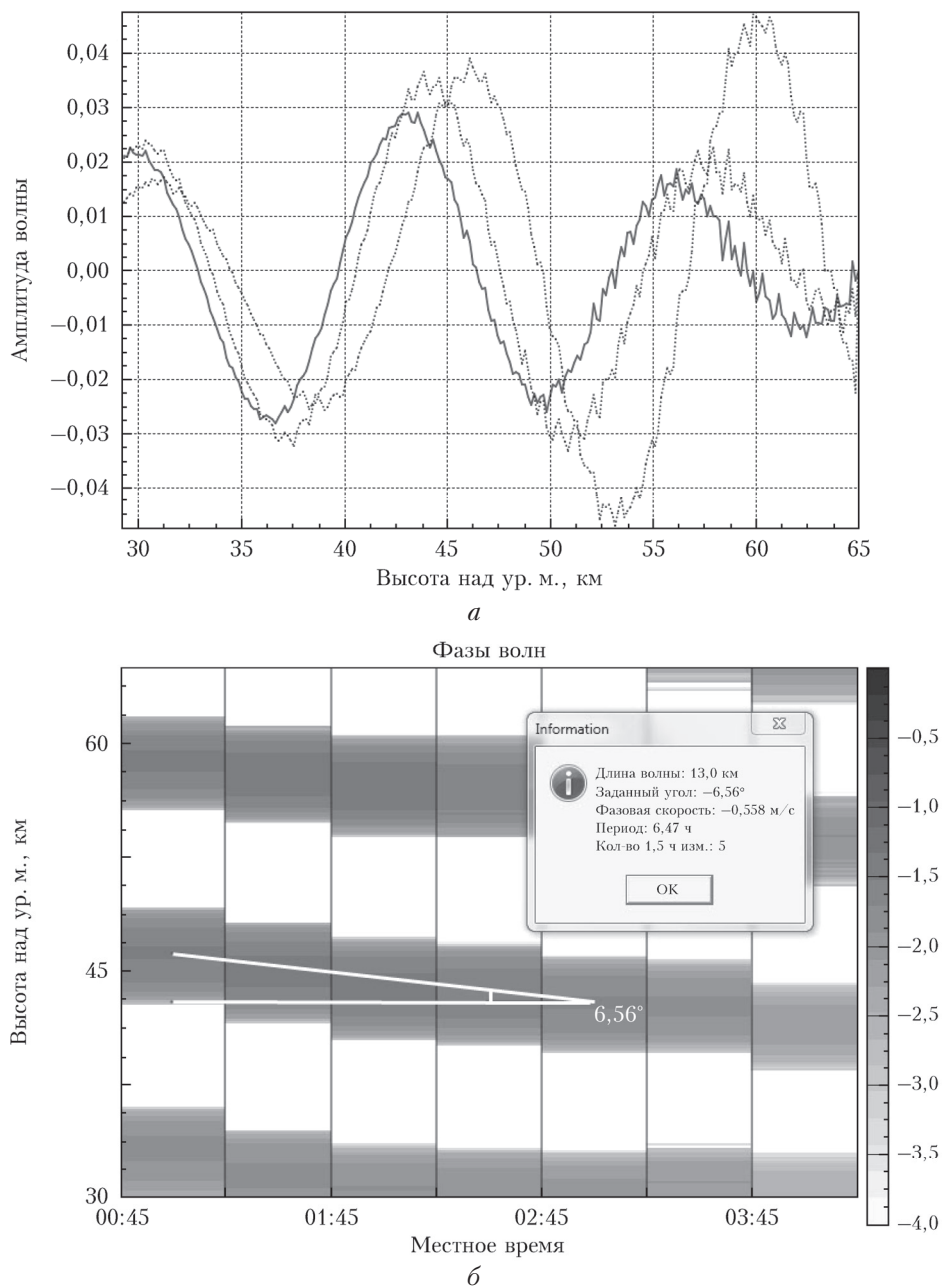 0,04
0,03
0,02
0,01
0,00
−0,01
−0,02
−0,03
−0,04
Амплитуда волны
30 35 40 45 50 55 60 65
Высота над ур. м., км
а
Фазы волн
60
45
30
Высота над ур. м., км
Information
Длина волны: 13,0 км
Заданный угол: −6,56°
Фазовая скорость: −0,558 м/с
Период: 6,47 ч
Кол-во 1,5 ч изм.: 5
OK
6,56°
−0,5
−1,0
−1,5
−2,0
−2,5
−3,0
−3,5
−4,0
00:45 01:45 02:45 03:45
Местное время
б